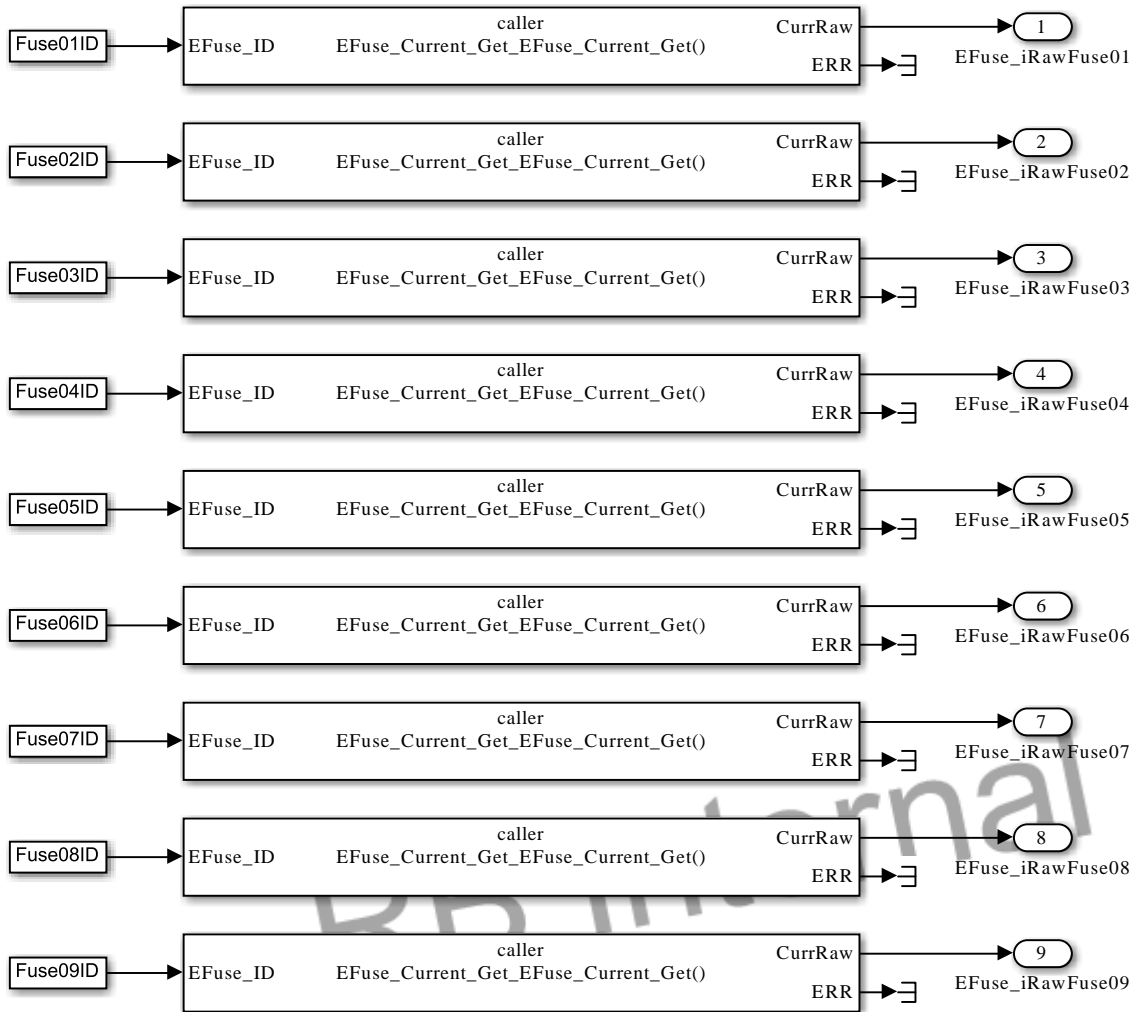 caller
CurrRaw
1
Fuse01ID
EFuse_ID
EFuse_Current_Get_EFuse_Current_Get()
ERR
EFuse_iRawFuse01
caller
CurrRaw
2
Fuse02ID
EFuse_ID
EFuse_Current_Get_EFuse_Current_Get()
ERR
EFuse_iRawFuse02
caller
CurrRaw
3
Fuse03ID
EFuse_ID
EFuse_Current_Get_EFuse_Current_Get()
ERR
EFuse_iRawFuse03
caller
CurrRaw
4
Fuse04ID
EFuse_ID
EFuse_Current_Get_EFuse_Current_Get()
ERR
EFuse_iRawFuse04
caller
CurrRaw
5
Fuse05ID
EFuse_ID
EFuse_Current_Get_EFuse_Current_Get()
ERR
EFuse_iRawFuse05
caller
CurrRaw
6
Fuse06ID
EFuse_ID
EFuse_Current_Get_EFuse_Current_Get()
ERR
EFuse_iRawFuse06
caller
CurrRaw
7
Fuse07ID
EFuse_ID
EFuse_Current_Get_EFuse_Current_Get()
ERR
EFuse_iRawFuse07
caller
CurrRaw
8
Fuse08ID
EFuse_ID
EFuse_Current_Get_EFuse_Current_Get()
ERR
EFuse_iRawFuse08
caller
CurrRaw
9
Fuse09ID
EFuse_ID
EFuse_Current_Get_EFuse_Current_Get()
ERR
EFuse_iRawFuse09
RB Internal